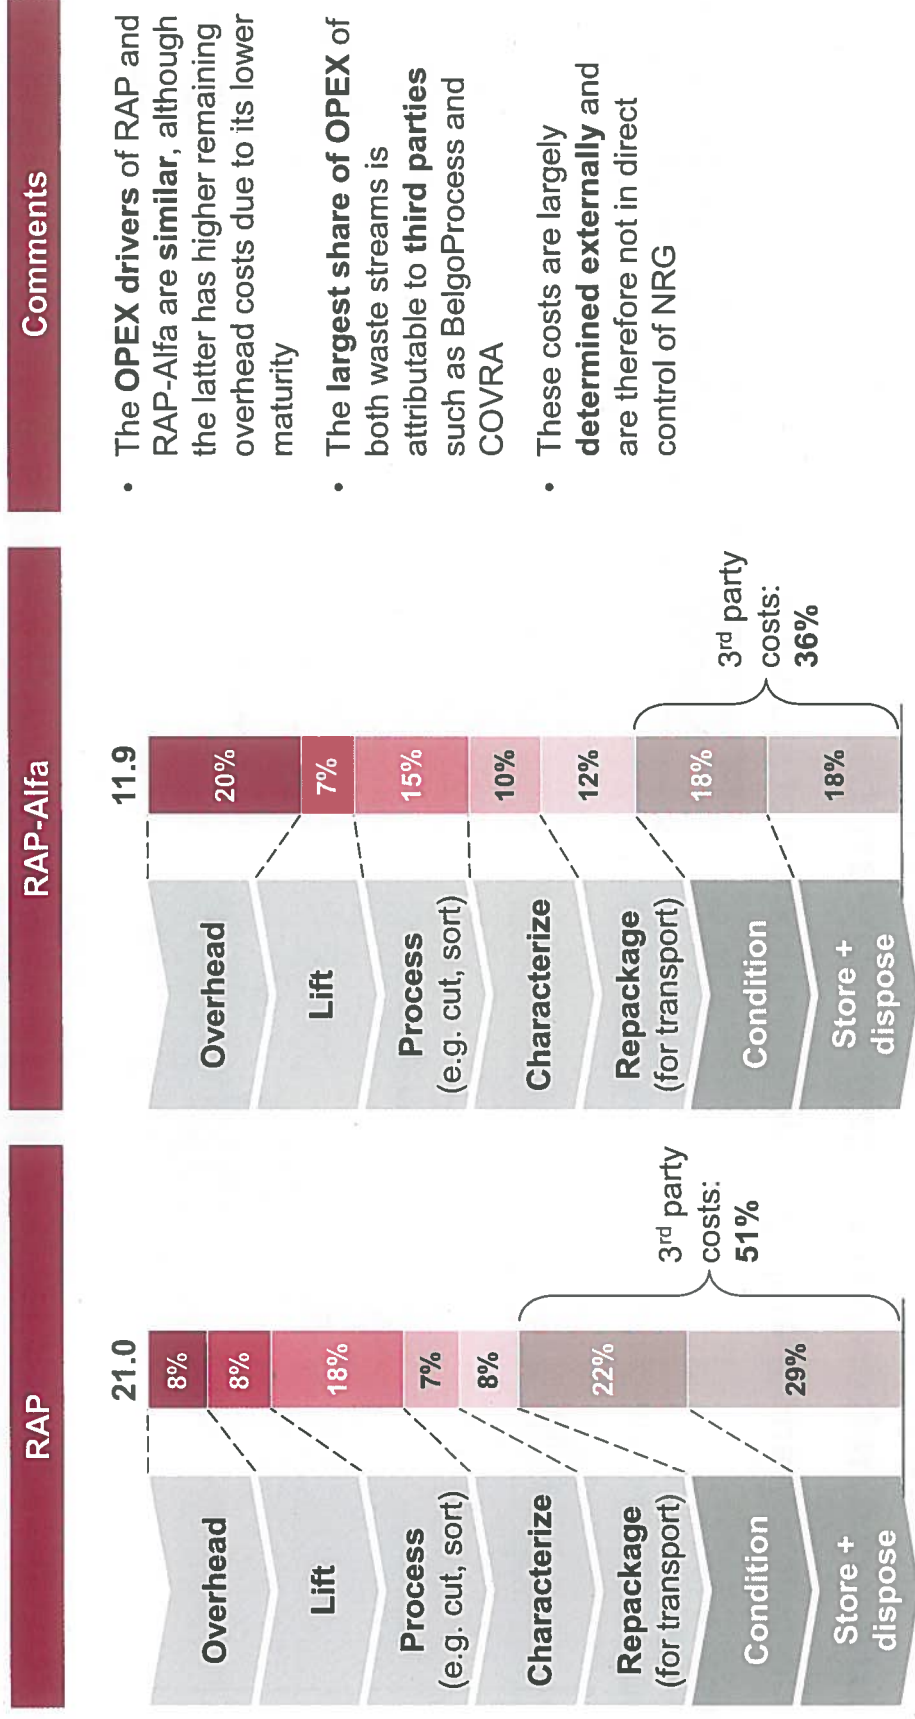 RAP
21.0
Overhead
8%
Lift
8%
Process
(e.g. cut, sort)
18%
Characterize
7%
Repackage
(for transport)
8%
Condition
22%
Store +
dispose
29%
3rd party
costs:
51%
RAP-Alfa
11.9
Overhead
20%
Lift
7%
Process
(e.g. cut, sort)
15%
Characterize
10%
Repackage
(for transport)
12%
Condition
18%
Store +
dispose
18%
3rd party
costs:
36%
Comments
• The OPEX drivers of RAP and
RAP-Alfa are similar, although
the latter has higher remaining
overhead costs due to its lower
maturity
• The largest share of OPEX of
both waste streams is
attributable to third parties
such as BelgoProcess and
COVRA
• These costs are largely
determined externally and
are therefore not in direct
control of NRG